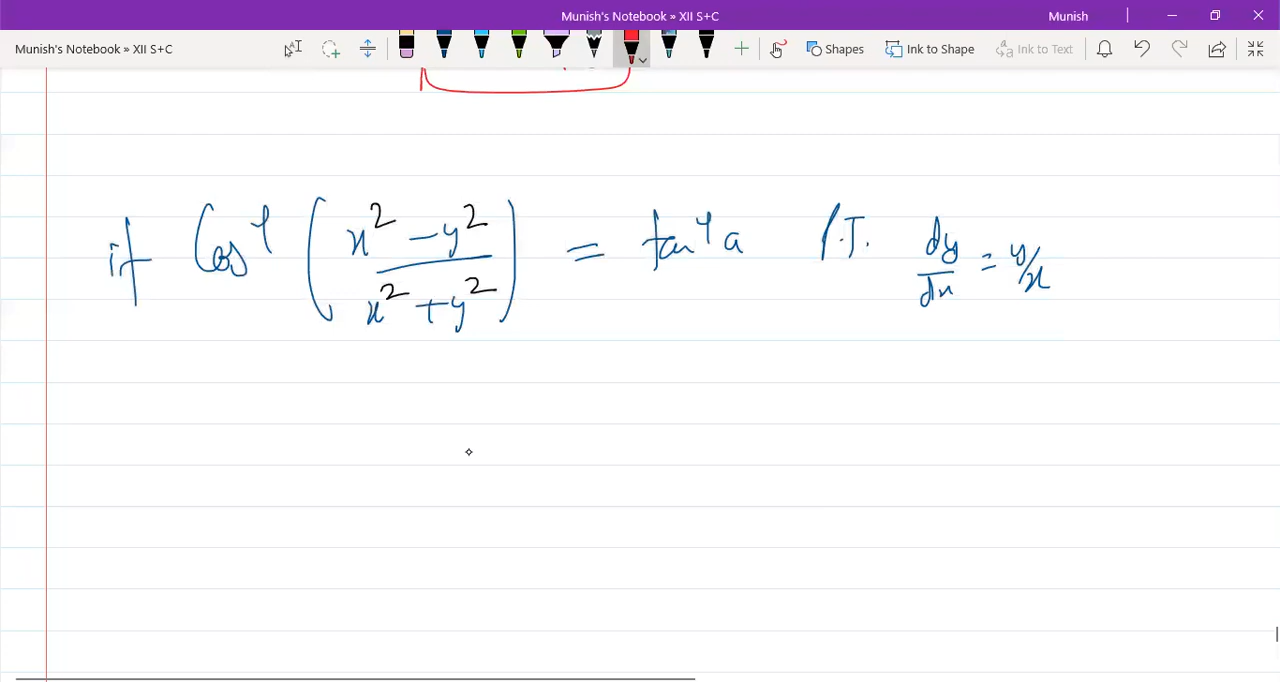 Munish's Notebook » XII S+C
Munish
Munish's Notebook » XII S+C
Shapes
Ink to Shape
Ink to Text
if Cos⁻¹ ( (x² - y²) / (x² + y²) ) = tan⁻¹ a P.T. dy/dx = y/x